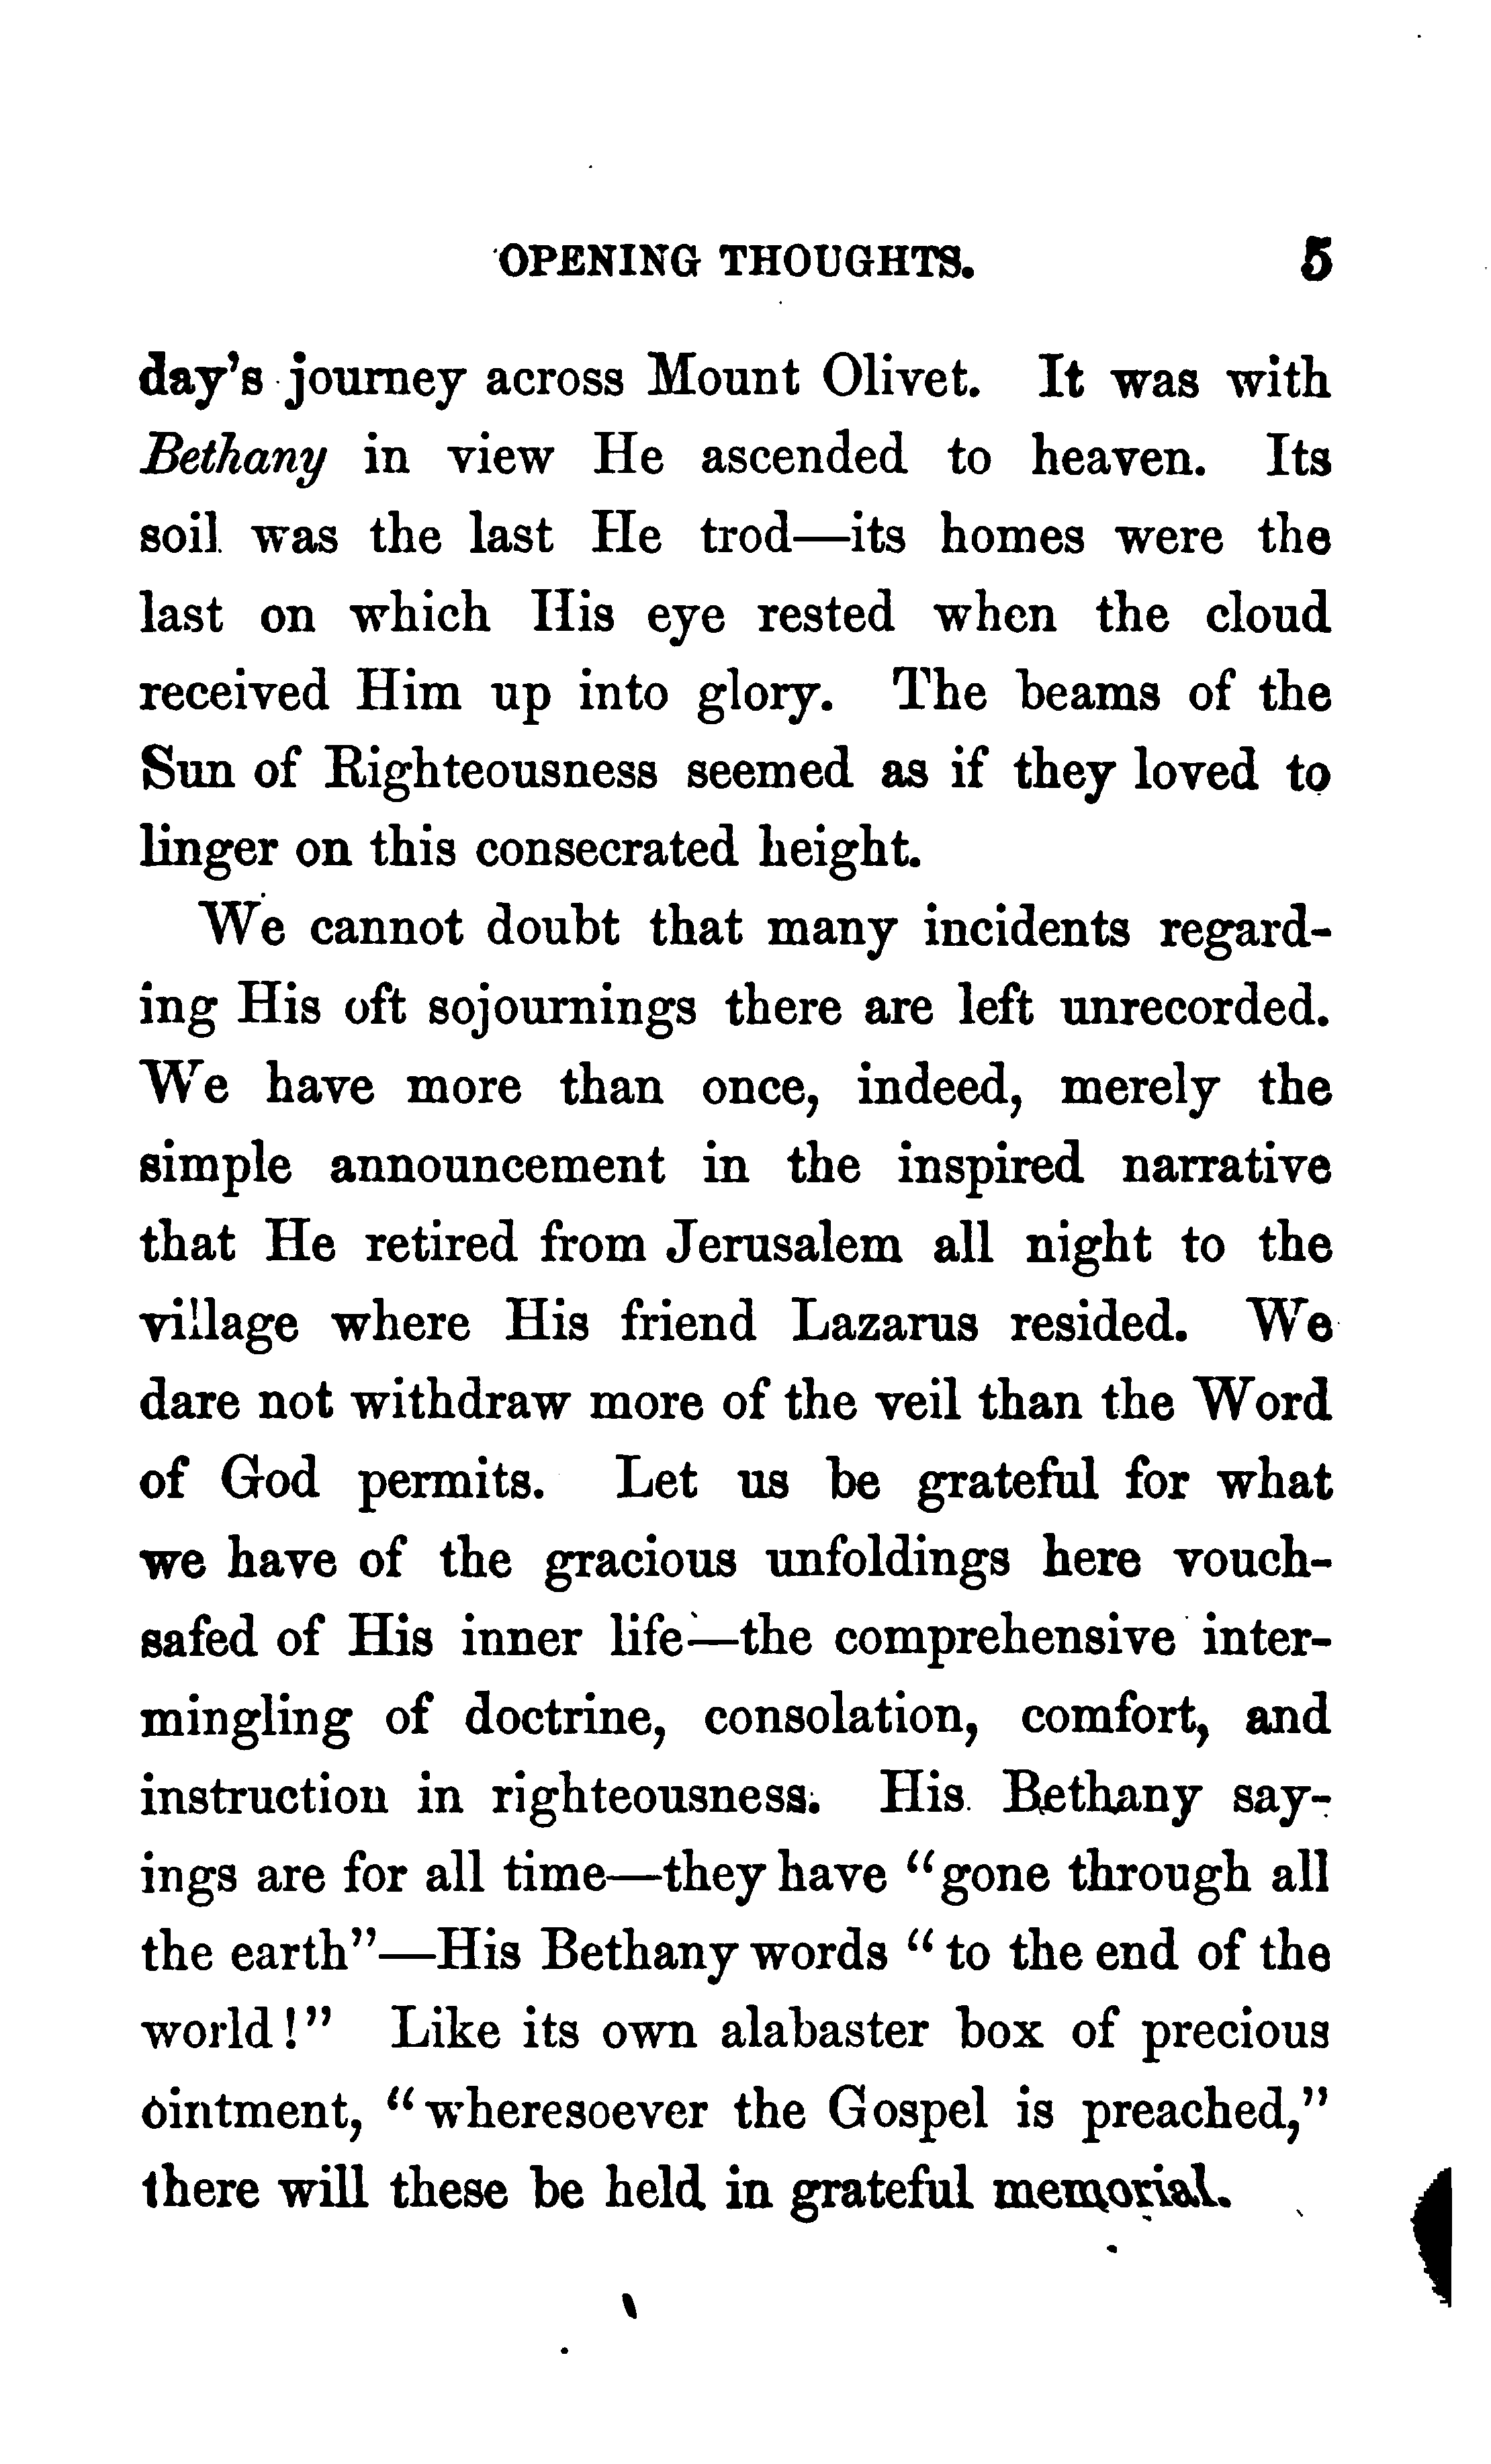 OPENING THOUGHTS. 5
day's journey across Mount Olivet. It was with
Bethany in view He ascended to heaven. Its
soil was the last He trod—its homes were the
last on which His eye rested when the cloud
received Him up into glory. The beams of the
Sun of Righteousness seemed as if they loved to
linger on this consecrated height.
We cannot doubt that many incidents regard-
ing His oft sojournings there are left unrecorded.
We have more than once, indeed, merely the
simple announcement in the inspired narrative
that He retired from Jerusalem all night to the
village where His friend Lazarus resided. We
dare not withdraw more of the veil than the Word
of God permits. Let us be grateful for what
we have of the gracious unfoldings here vouch-
safed of His inner life—the comprehensive inter-
mingling of doctrine, consolation, comfort, and
instruction in righteousness. His Bethany say-
ings are for all time—they have "gone through all
the earth"—His Bethany words "to the end of the
world!" Like its own alabaster box of precious
ointment, "wheresoever the Gospel is preached,"
there will these be held in grateful memorial.